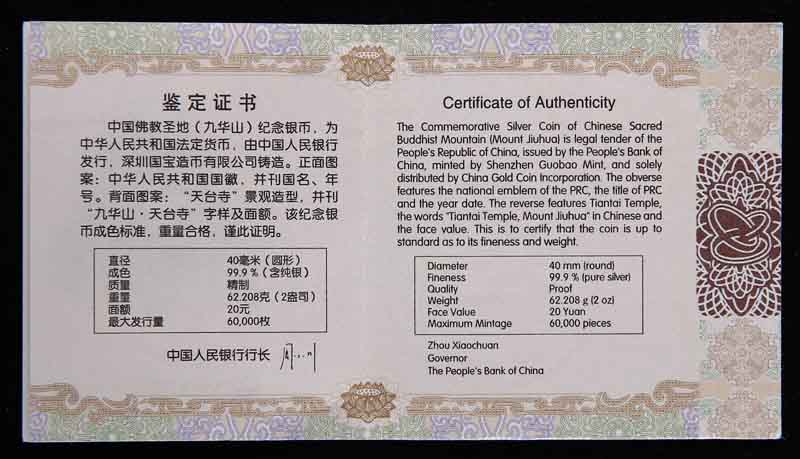 鉴定证书
中国佛教圣地（九华山）纪念银币，为
中华人民共和国法定货币，由中国人民银行
发行，深圳国宝造币有限公司铸造。正面图
案：中华人民共和国国徽，并刊国名、年
号。背面图案：“天台寺”景观造型，并刊
“九华山·天台寺”字样及面额。该纪念银
币成色标准，重量合格，谨此证明。
直径 40毫米（圆形）
成色 99.9％（含纯银）
质量 精制
重量 62.208克（2盎司）
面额 20元
最大发行量 60,000枚
中国人民银行行长
Certificate of Authenticity
The Commemorative Silver Coin of Chinese Sacred
Buddhist Mountain (Mount Jiuhua) is legal tender of the
People's Republic of China, issued by the People's Bank of
China, minted by Shenzhen Guobao Mint, and solely
distributed by China Gold Coin Incorporation. The obverse
features the national emblem of the PRC, the title of PRC
and the year date. The reverse features Tiantai Temple,
the words "Tiantai Temple, Mount Jiuhua" in Chinese and
the face value. This is to certify that the coin is up to
standard as to its fineness and weight.
Diameter 40 mm (round)
Fineness 99.9 % (pure silver)
Quality Proof
Weight 62.208 g (2 oz)
Face Value 20 Yuan
Maximum Mintage 60,000 pieces
Zhou Xiaochuan
Governor
The People's Bank of China